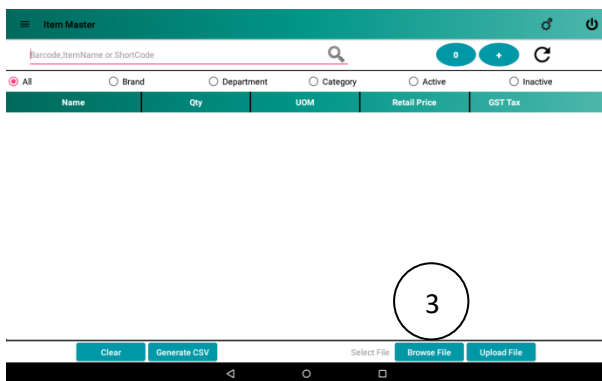 Item Master
Barcode,ItemName or ShortCode
0 +
All Brand Department Category Active Inactive
Name Qty UOM Retail Price GST Tax
3
Clear Generate CSV Select File Browse File Upload File